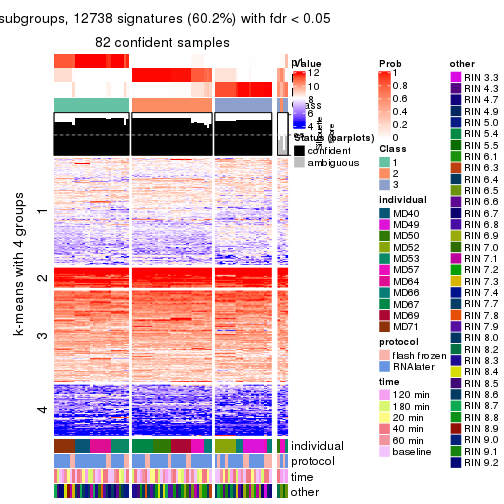 subgroups, 12738 signatures (60.2%) with fdr < 0.05
82 confident samples
k-means with 4 groups
1
2
3
4
individual
protocol
time
other
Value
12
10
8
6
4
Status (barplots)
confident
ambiguous
Prob
1
0.8
0.6
0.4
0.2
0
Class
1
2
3
individual
MD40
MD49
MD50
MD52
MD53
MD57
MD64
MD66
MD67
MD69
MD71
protocol
flash frozen
RNAlater
time
120 min
180 min
20 min
40 min
60 min
baseline
other
RIN 3.3
RIN 4.3
RIN 4.7
RIN 4.9
RIN 5.0
RIN 5.4
RIN 5.5
RIN 6.1
RIN 6.3
RIN 6.4
RIN 6.5
RIN 6.6
RIN 6.7
RIN 6.8
RIN 6.9
RIN 7.0
RIN 7.1
RIN 7.2
RIN 7.3
RIN 7.4
RIN 7.5
RIN 7.8
RIN 7.9
RIN 8.0
RIN 8.2
RIN 8.3
RIN 8.4
RIN 8.5
RIN 8.6
RIN 8.7
RIN 8.8
RIN 8.9
RIN 9.0
RIN 9.1
RIN 9.2